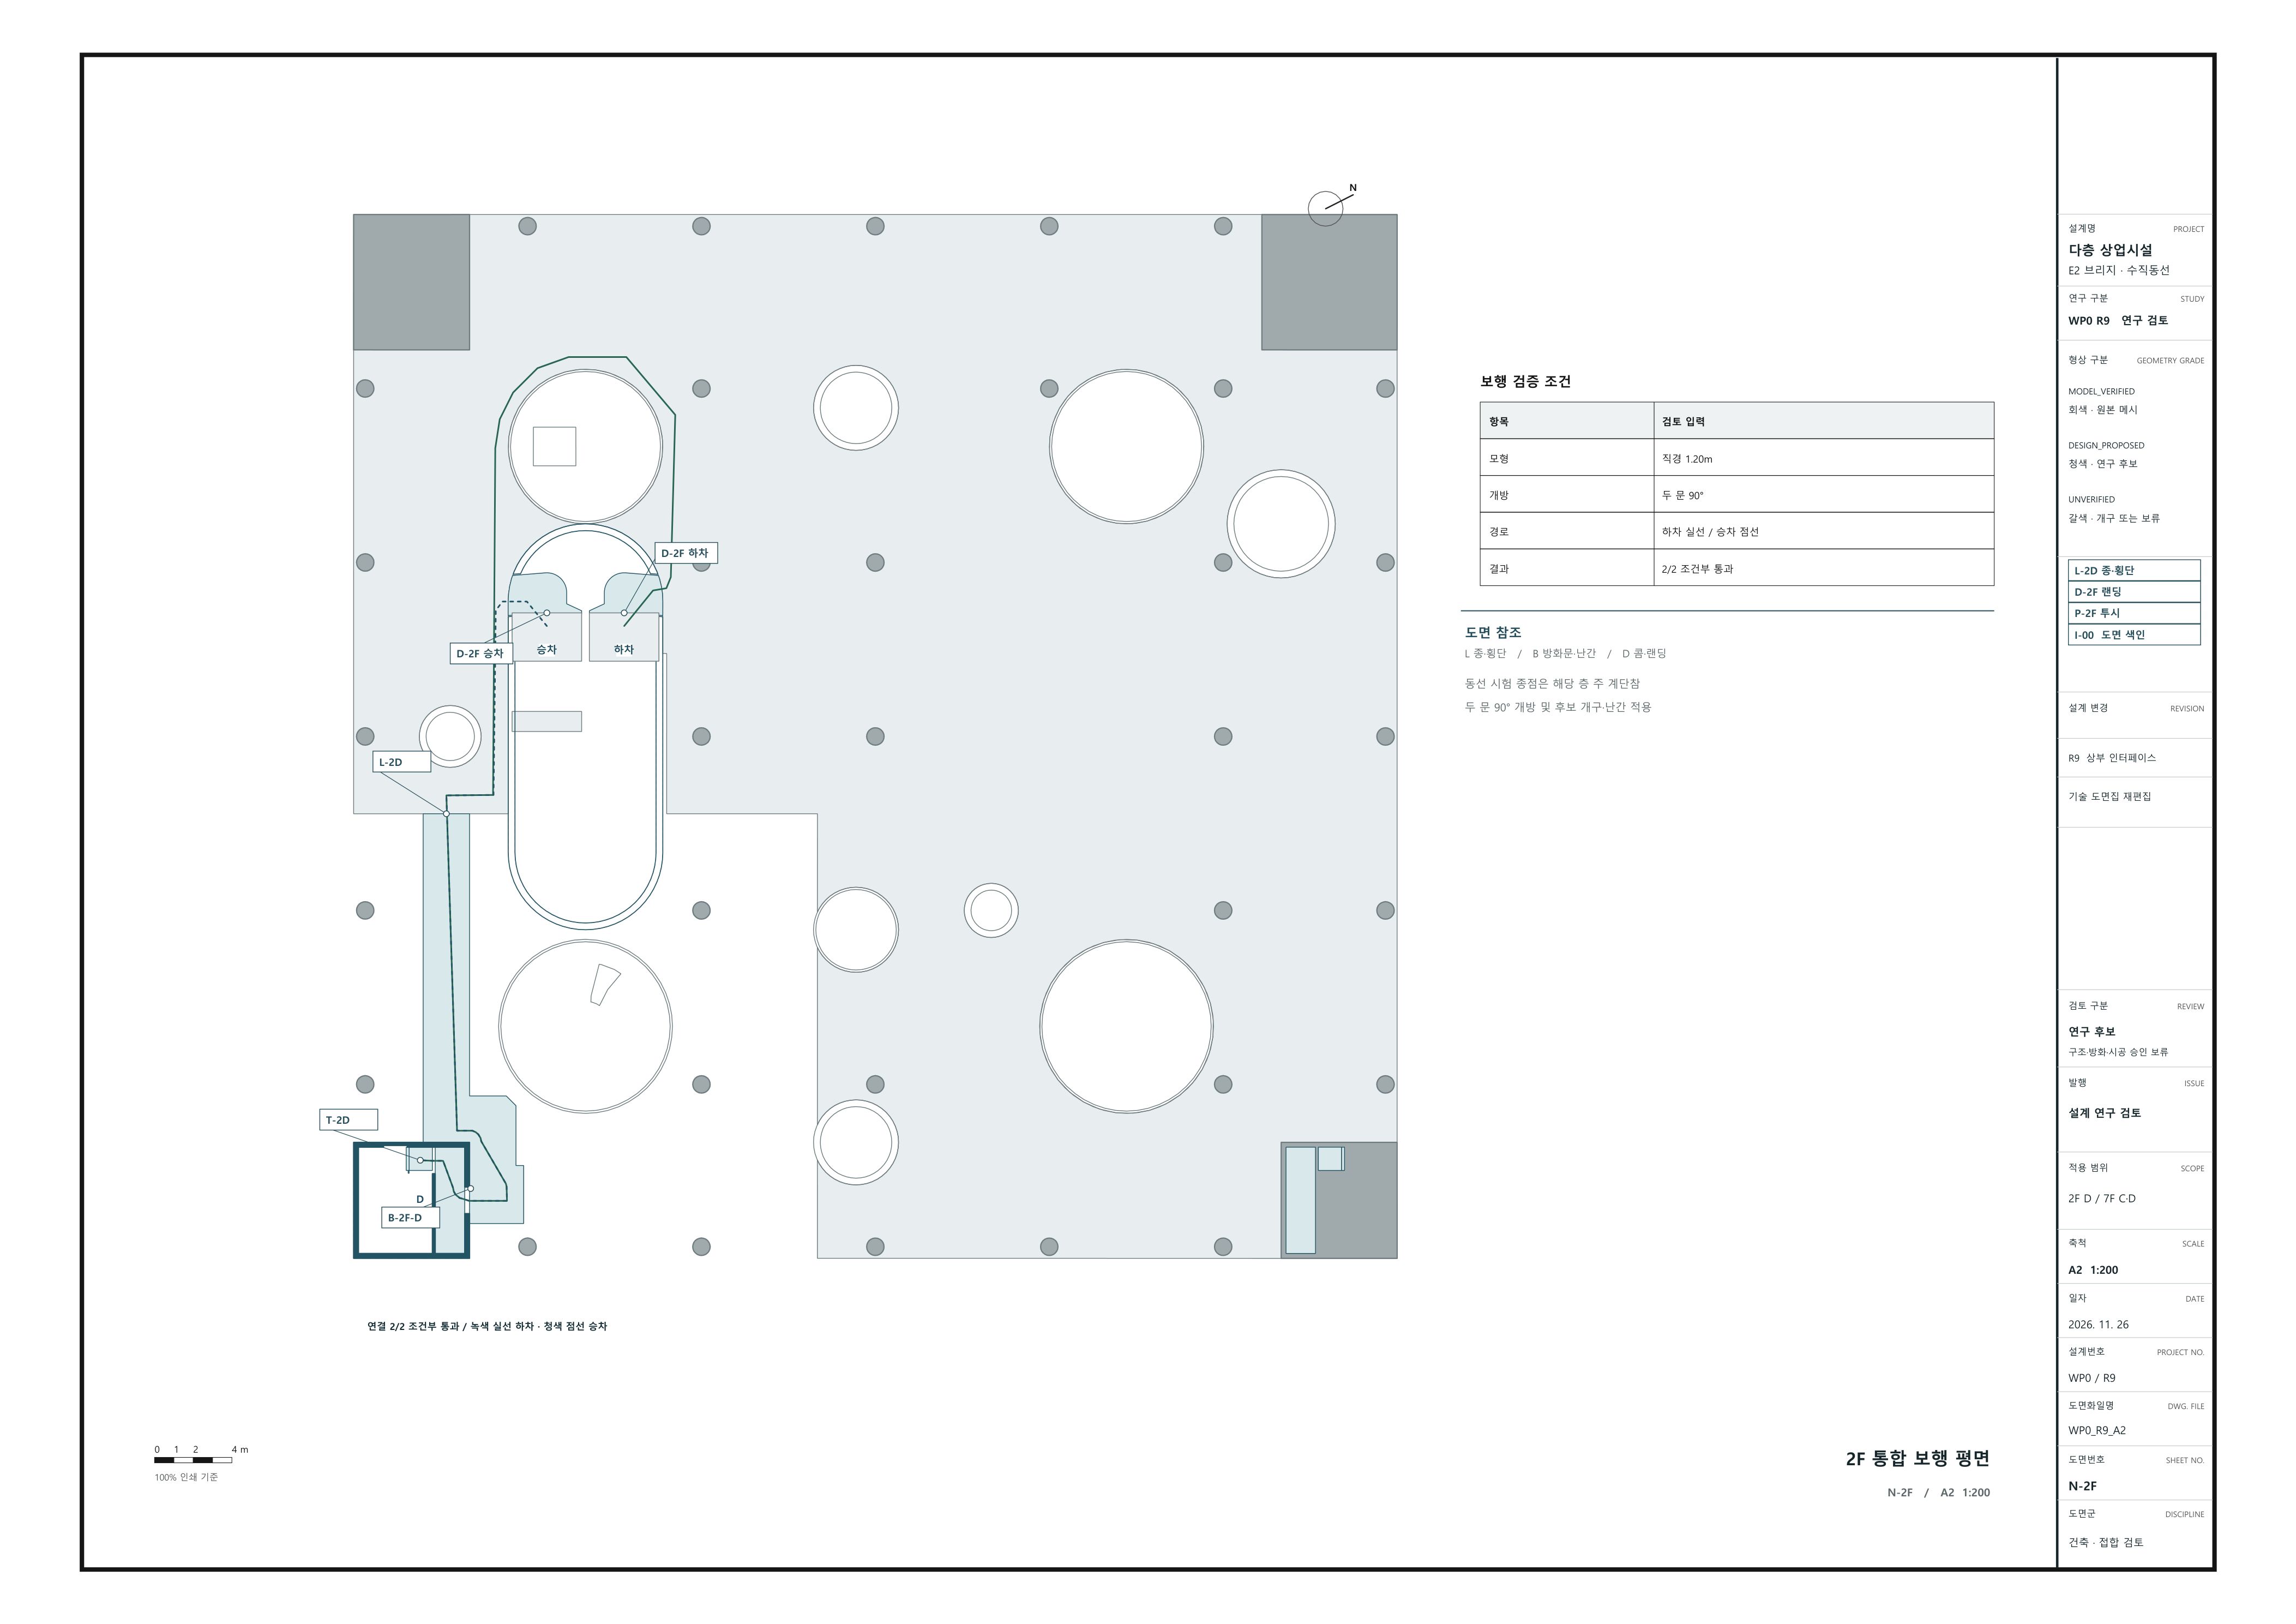 N
D-2F 하차
D-2F 승차
승차
하차
L-2D
T-2D
D
B-2F-D
연결 2/2 조건부 통과 / 녹색 실선 하차 · 청색 점선 승차
0 1 2 4 m
100% 인쇄 기준
보행 검증 조건
항목 검토 입력
모형 직경 1.20m
개방 두 문 90°
경로 하차 실선 / 승차 점선
결과 2/2 조건부 통과
도면 참조
L 종·횡단 / B 방화문·난간 / D 콤·랜딩
동선 시험 종점은 해당 층 주 계단참
두 문 90° 개방 및 후보 개구·난간 적용
2F 통합 보행 평면
N-2F / A2 1:200
설계명 PROJECT
다층 상업시설
E2 브리지 · 수직동선
연구 구분 STUDY
WP0 R9 연구 검토
형상 구분 GEOMETRY GRADE
MODEL_VERIFIED
회색 · 원본 메시
DESIGN_PROPOSED
청색 · 연구 후보
UNVERIFIED
갈색 · 개구 또는 보류
L-2D 종·횡단
D-2F 랜딩
P-2F 투시
I-00 도면 색인
설계 변경 REVISION
R9 상부 인터페이스
기술 도면집 재편집
검토 구분 REVIEW
연구 후보
구조·방화·시공 승인 보류
발행 ISSUE
설계 연구 검토
적용 범위 SCOPE
2F D / 7F C·D
축척 SCALE
A2 1:200
일자 DATE
2026. 11. 26
설계번호 PROJECT NO.
WP0 / R9
도면화일명 DWG. FILE
WP0_R9_A2
도면번호 SHEET NO.
N-2F
도면군 DISCIPLINE
건축 · 접합 검토